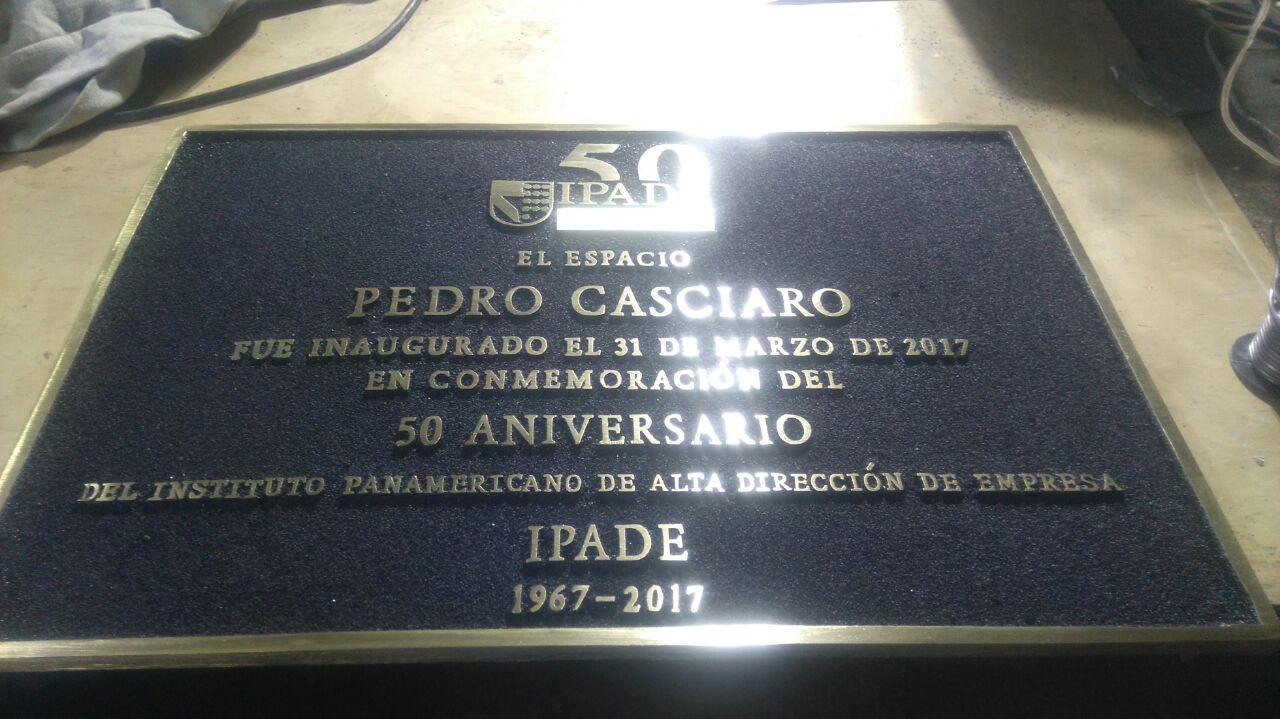 50
IPADE
EL ESPACIO
PEDRO CASCIARO
FUE INAUGURADO EL 31 DE MARZO DE 2017
EN CONMEMORACIÓN DEL
50 ANIVERSARIO
DEL INSTITUTO PANAMERICANO DE ALTA DIRECCIÓN DE EMPRESA
IPADE
1967-2017